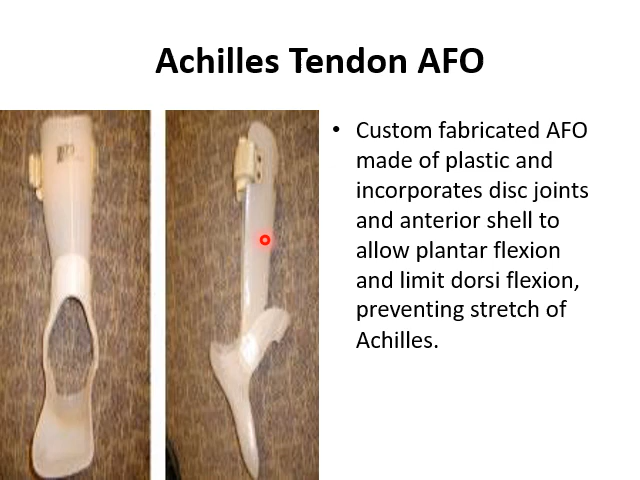 Achilles Tendon AFO
• Custom fabricated AFO
made of plastic and
incorporates disc joints
and anterior shell to
allow plantar flexion
and limit dorsi flexion,
preventing stretch of
Achilles.